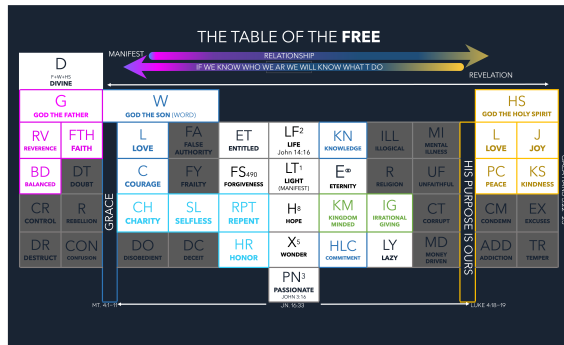 THE TABLE OF THE FREE
MANIFEST
RELATIONSHIP
IF WE KNOW WHO WE AR WE WILL KNOW WHAT T DO
REVELATION
D
F+W+HS
DIVINE
G
GOD THE FATHER
W
GOD THE SON (WORD)
HS
GOD THE HOLY SPIRIT
RV
REVERENCE
FTH
FAITH
L
LOVE
FA
FALSE
AUTHORITY
ET
ENTITLED
LF2
LIFE
John 14:16
KN
KNOWLEDGE
ILL
ILLOGICAL
MI
MENTAL
ILLNESS
L
LOVE
J
JOY
BD
BALANCED
DT
DOUBT
C
COURAGE
FY
FRAILTY
FS490
FORGIVENESS
LT1
LIGHT
(MANIFEST)
E∞
ETERNITY
R
RELIGION
UF
UNFAITHFUL
PC
PEACE
KS
KINDNESS
GRACE
HIS PURPOSE IS OURS
CR
CONTROL
R
REBELLION
CH
CHARITY
SL
SELFLESS
RPT
REPENT
H8
HOPE
KM
KINGDOM
MINDED
IG
IRRATIONAL
GIVING
CT
CORRUPT
CM
CONDEMN
EX
EXCUSES
DR
DESTRUCT
CON
CONFUSION
DO
DISOBEDIENT
DC
DECEIT
HR
HONOR
X5
WONDER
HLC
COMMITMENT
LY
LAZY
MD
MONEY
DRIVEN
ADD
ADDICTION
TR
TEMPER
PN3
PASSIONATE
JOHN 3:16
MT. 4:1–11
JN. 16:33
LUKE 4:18–19